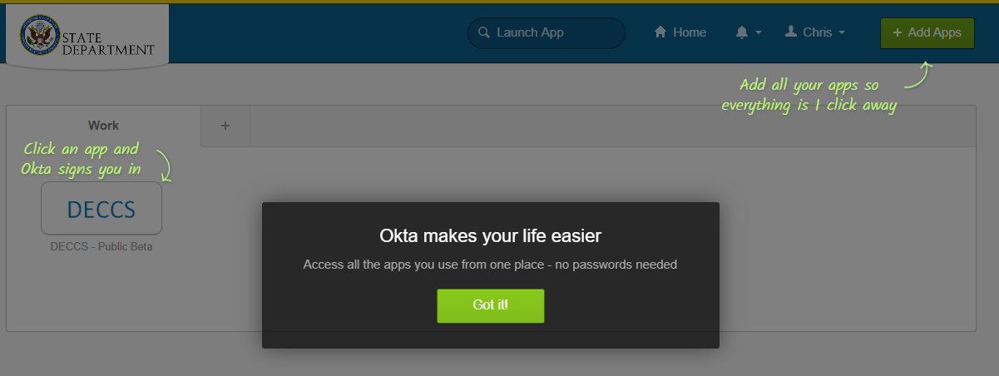 STATE
DEPARTMENT
Launch App
Home
Chris
+ Add Apps
Add all your apps so
everything is 1 click away
Work
+
Click an app and
Okta signs you in
DECCS
DECCS - Public Beta
Okta makes your life easier
Access all the apps you use from one place - no passwords needed
Got it!